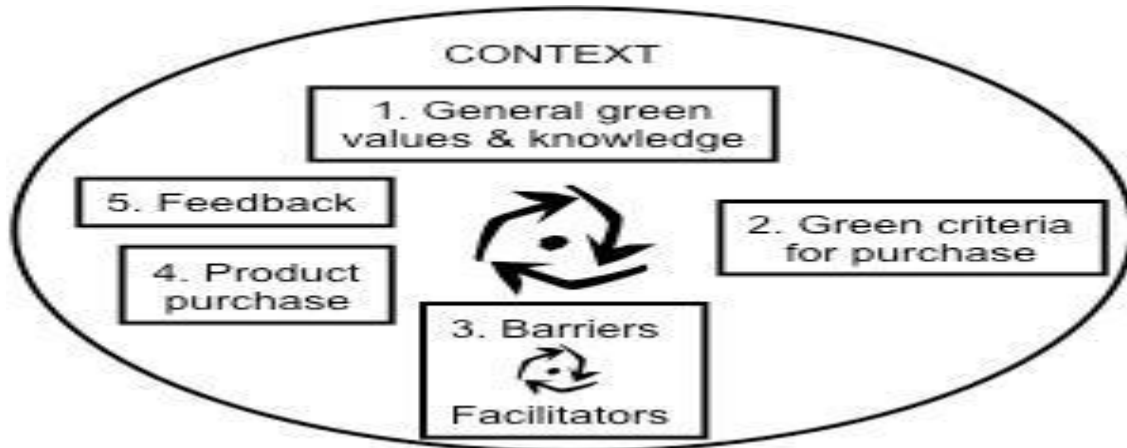 CONTEXT
1. General green
values & knowledge
2. Green criteria
for purchase
3. Barriers
Facilitators
4. Product
purchase
5. Feedback